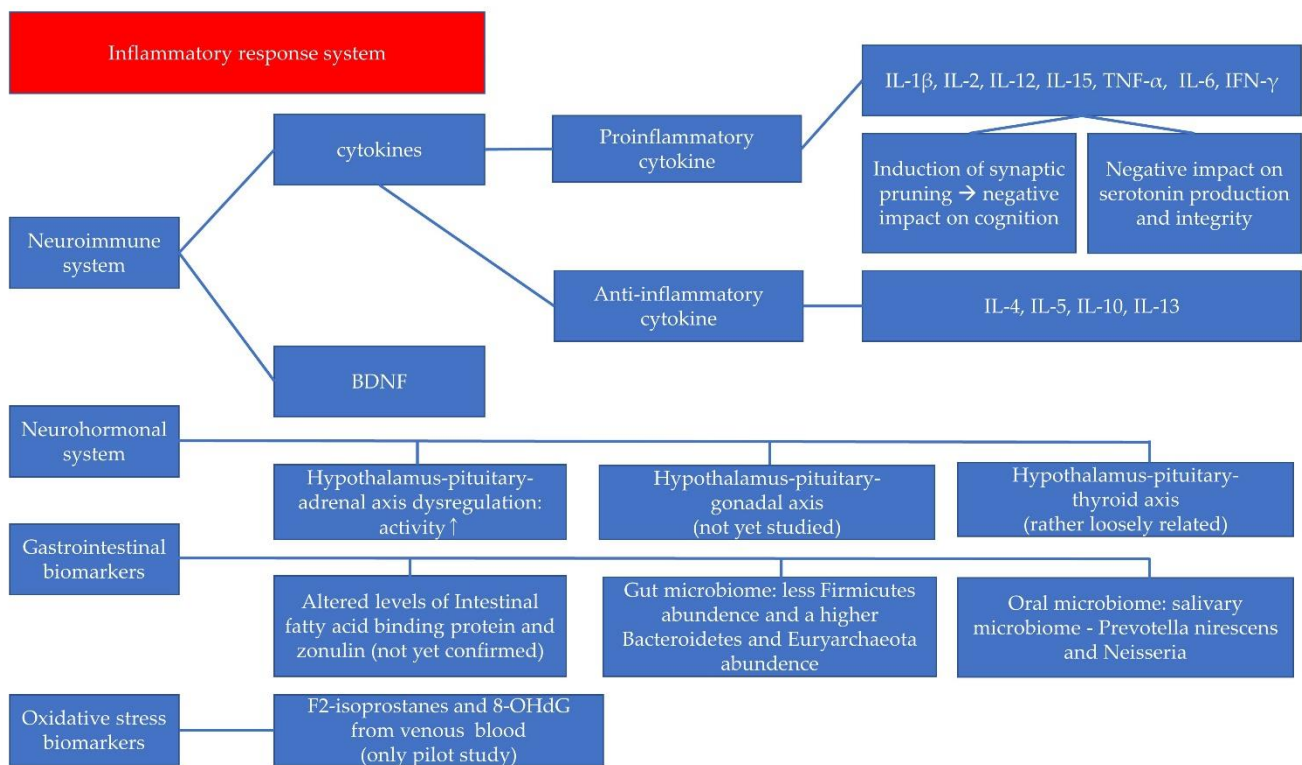 Inflammatory response system
IL-1β, IL-2, IL-12, IL-15, TNF-α, IL-6, IFN-γ
cytokines
Proinflammatory
cytokine
Induction of synaptic
pruning → negative
impact on cognition
Negative impact on
serotonin production
and integrity
Neuroimmune
system
Anti-inflammatory
cytokine
IL-4, IL-5, IL-10, IL-13
BDNF
Neurohormonal
system
Hypothalamus-pituitary-
adrenal axis dysregulation:
activity ↑
Hypothalamus-pituitary-
gonadal axis
(not yet studied)
Hypothalamus-pituitary-
thyroid axis
(rather loosely related)
Gastrointestinal
biomarkers
Altered levels of Intestinal
fatty acid binding protein and
zonulin (not yet confirmed)
Gut microbiome: less Firmicutes
abundance and a higher
Bacteroidetes and Euryarchaeota
abundance
Oral microbiome: salivary
microbiome - Prevotella nirescens
and Neisseria
Oxidative stress
biomarkers
F2-isoprostanes and 8-OHdG
from venous blood
(only pilot study)